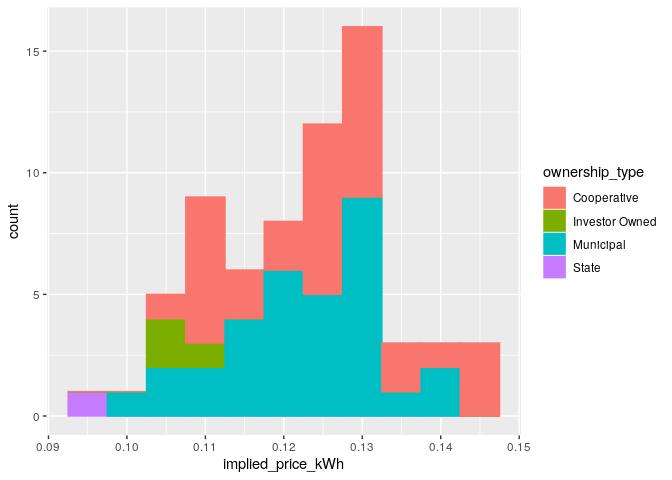 15
10
5
0
count
0.09 0.10 0.11 0.12 0.13 0.14 0.15
implied_price_kWh
ownership_type
Cooperative
Investor Owned
Municipal
State